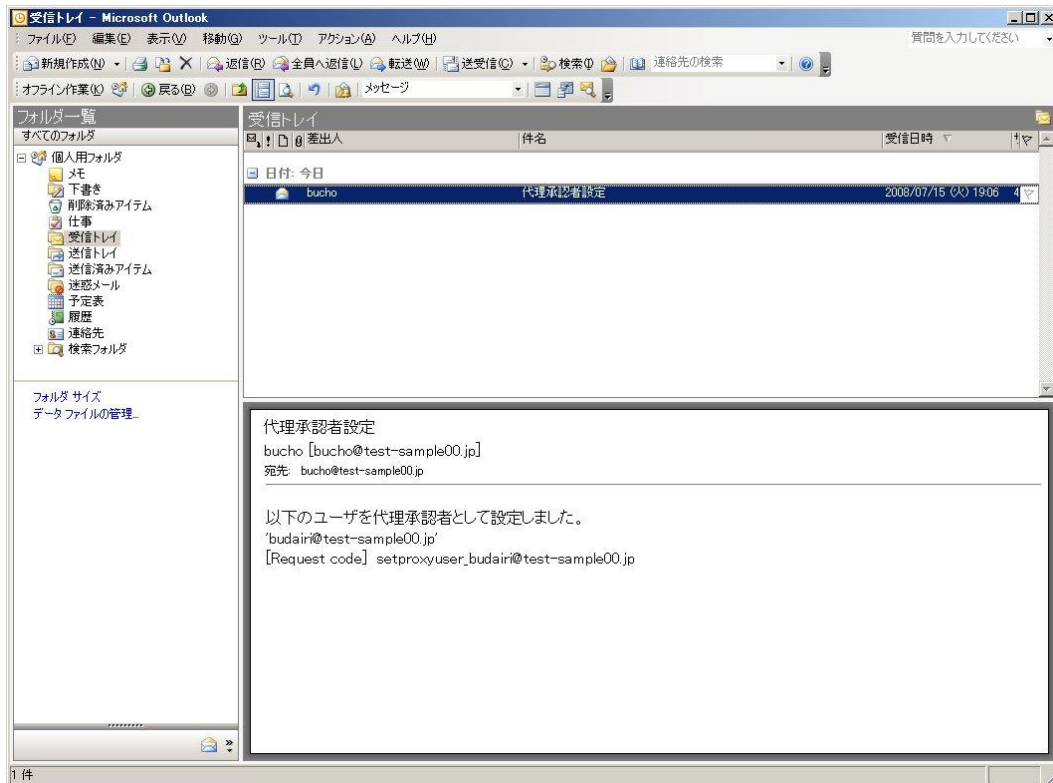 受信トレイ - Microsoft Outlook
ファイル(F) 編集(E) 表示(V) 移動(G) ツール(T) アクション(A) ヘルプ(H) 質問を入力してください
新規作成(N) 返信(R) 全員へ返信(L) 転送(W) 送受信(C) 検索(I) 連絡先の検索
オフライン作業(K) 戻る(B) メッセージ
フォルダ一覧
すべてのフォルダ
個人用フォルダ
メモ
下書き
削除済みアイテム
仕事
受信トレイ
送信トレイ
送信済みアイテム
迷惑メール
予定表
履歴
連絡先
検索フォルダ
フォルダ サイズ
データ ファイルの管理...
受信トレイ
差出人 件名 受信日時
日付: 今日
bucho 代理承認者設定 2008/07/15 (火) 19:06 4
代理承認者設定
bucho [bucho@test-sample00.jp]
宛先: bucho@test-sample00.jp
以下のユーザを代理承認者として設定しました。
'budairi@test-sample00.jp'
[Request code] setproxyuser_budairi@test-sample00.jp
1 件